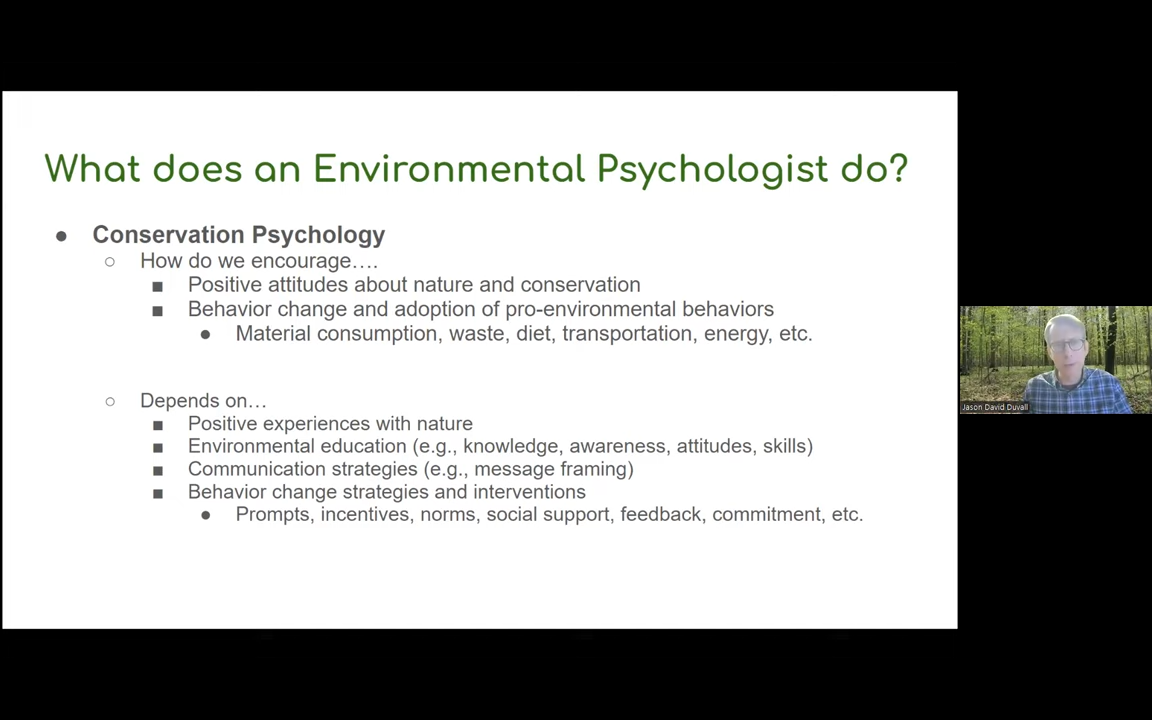 What does an Environmental Psychologist do?
● Conservation Psychology
○ How do we encourage….
■ Positive attitudes about nature and conservation
■ Behavior change and adoption of pro-environmental behaviors
● Material consumption, waste, diet, transportation, energy, etc.
○ Depends on…
■ Positive experiences with nature
■ Environmental education (e.g., knowledge, awareness, attitudes, skills)
■ Communication strategies (e.g., message framing)
■ Behavior change strategies and interventions
● Prompts, incentives, norms, social support, feedback, commitment, etc.
Jason David Duvall